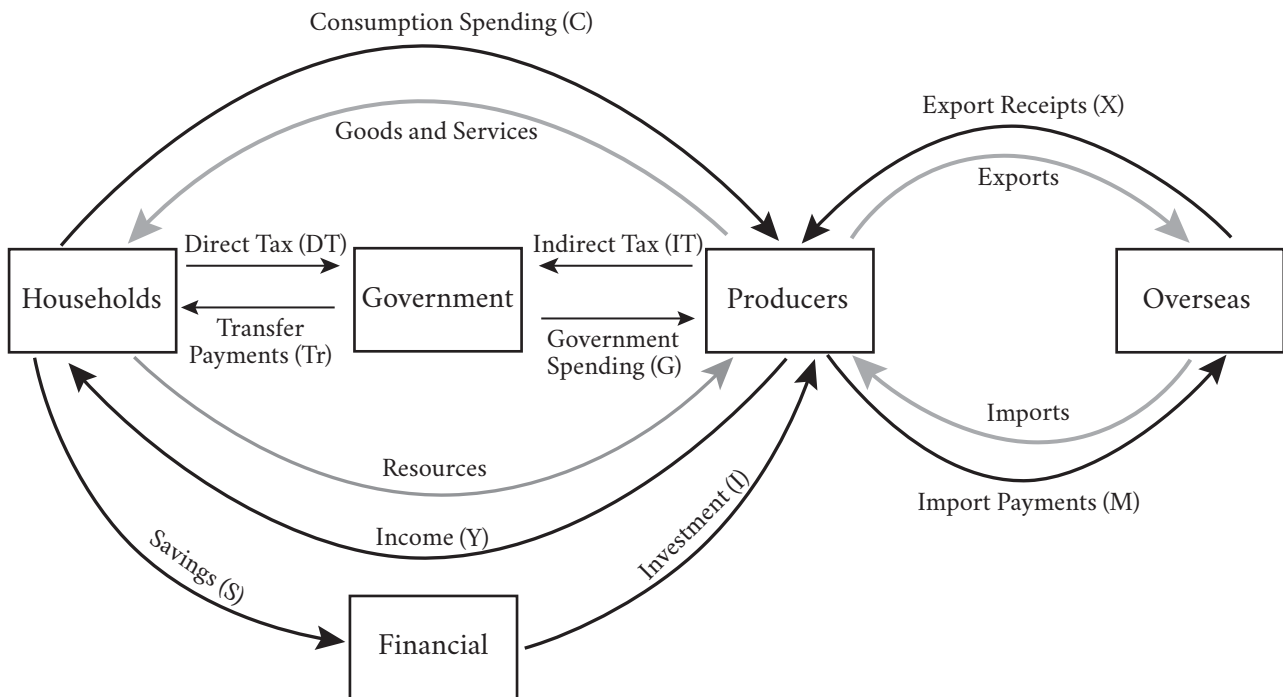 Consumption Spending (C)
Export Receipts (X)
Goods and Services
Exports
Direct Tax (DT)
Indirect Tax (IT)
Households
Government
Producers
Overseas
Transfer
Payments (Tr)
Government
Spending (G)
Imports
Resources
Import Payments (M)
Income (Y)
Investment (I)
Savings (S)
Financial